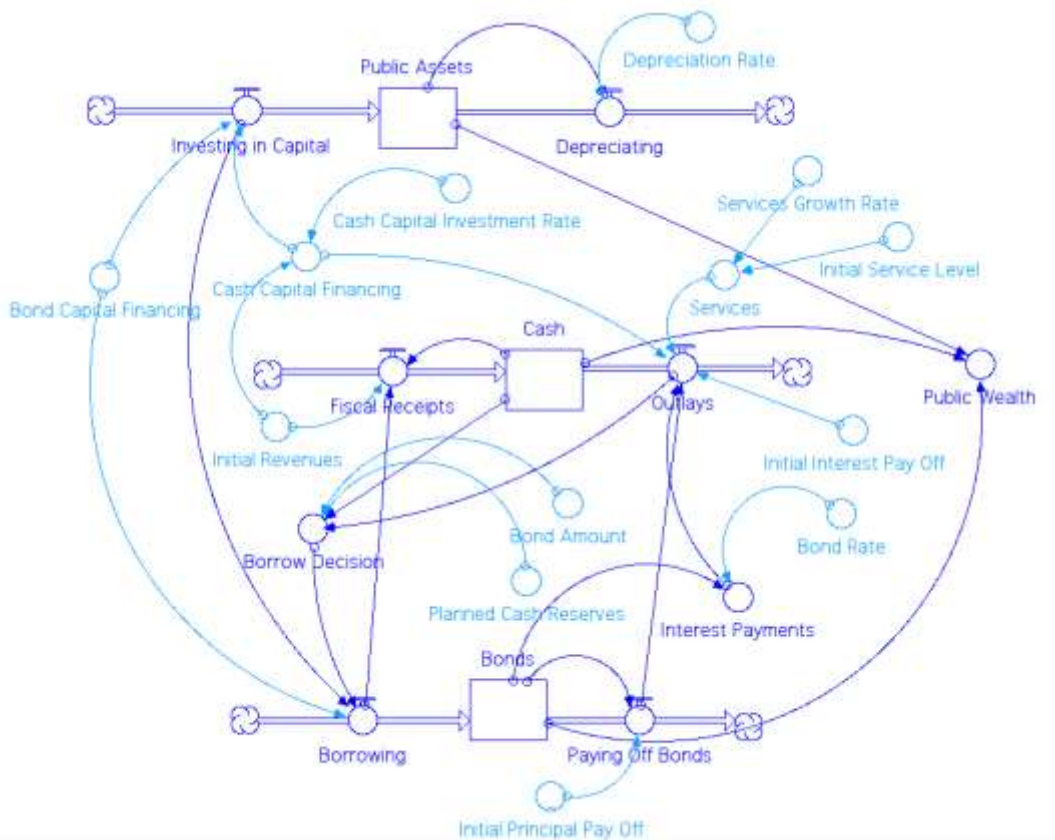 Depreciation Rate
Public Assets
Investing in Capital
Depreciating
Cash Capital Investment Rate
Services Growth Rate
Initial Service Level
Bond Capital Financing
Cash Capital Financing
Services
Cash
Fiscal Receipts
Outlays
Public Wealth
Initial Revenues
Initial Interest Pay Off
Bond Amount
Bond Rate
Borrow Decision
Planned Cash Reserves
Interest Payments
Bonds
Borrowing
Paying Off Bonds
Initial Principal Pay Off